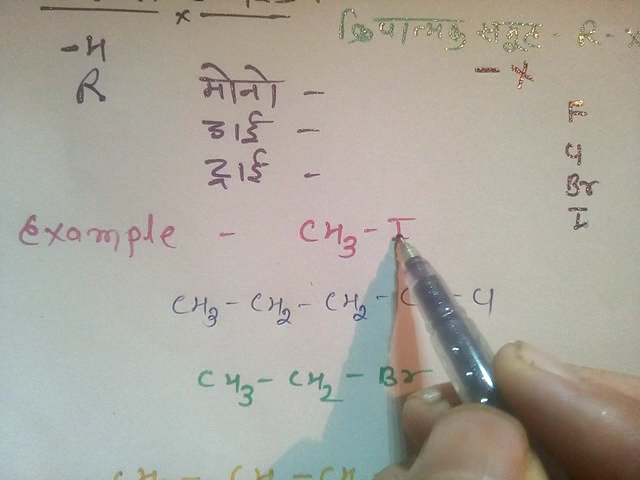 x
क्रियात्मक समूह - R - X
- H
- X
R
मोनो -
F
डाई -
Cl
ट्राई -
Br
I
Example - CH3 - I
CH3 - CH2 - CH2 - - Cl
CH3 - CH2 - Br